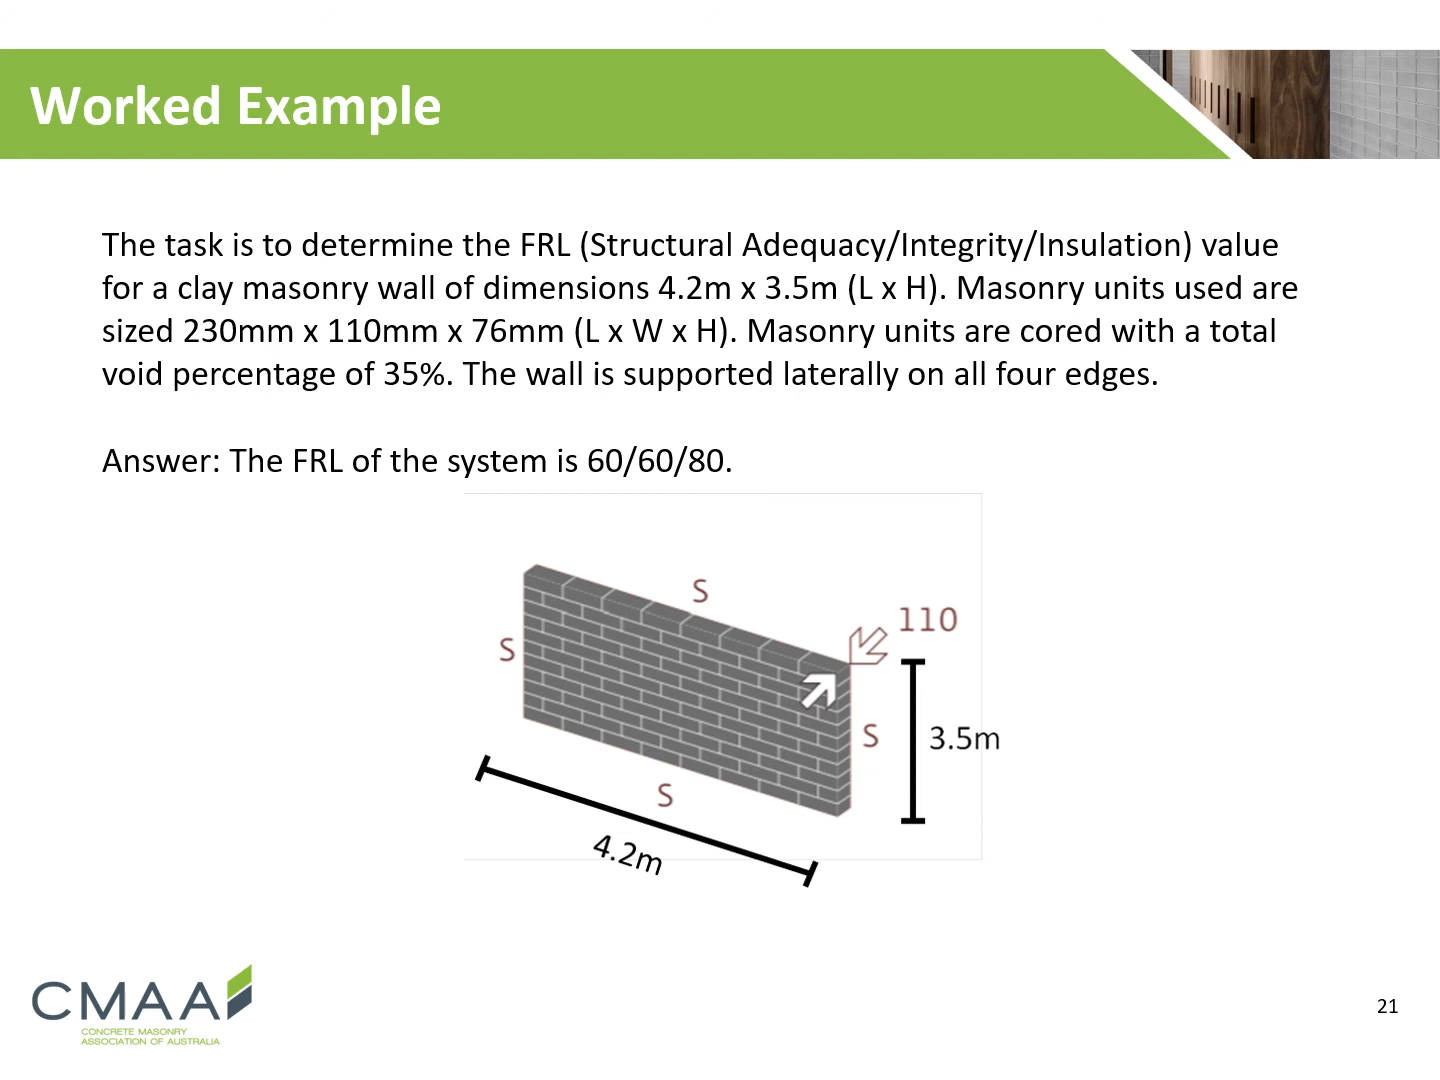 Worked Example
The task is to determine the FRL (Structural Adequacy/Integrity/Insulation) value
for a clay masonry wall of dimensions 4.2m x 3.5m (L x H). Masonry units used are
sized 230mm x 110mm x 76mm (L x W x H). Masonry units are cored with a total
void percentage of 35%. The wall is supported laterally on all four edges.
Answer: The FRL of the system is 60/60/80.
S
110
S
S
3.5m
S
4.2m
CMAA
CONCRETE MASONRY
ASSOCIATION OF AUSTRALIA
21